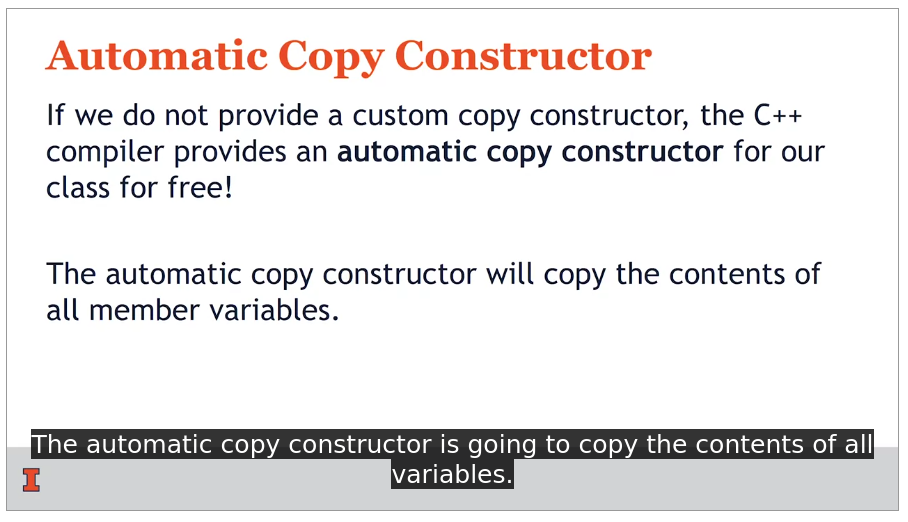 Automatic Copy Constructor
If we do not provide a custom copy constructor, the C++
compiler provides an automatic copy constructor for our
class for free!
The automatic copy constructor will copy the contents of
all member variables.
The automatic copy constructor is going to copy the contents of all
variables.
I